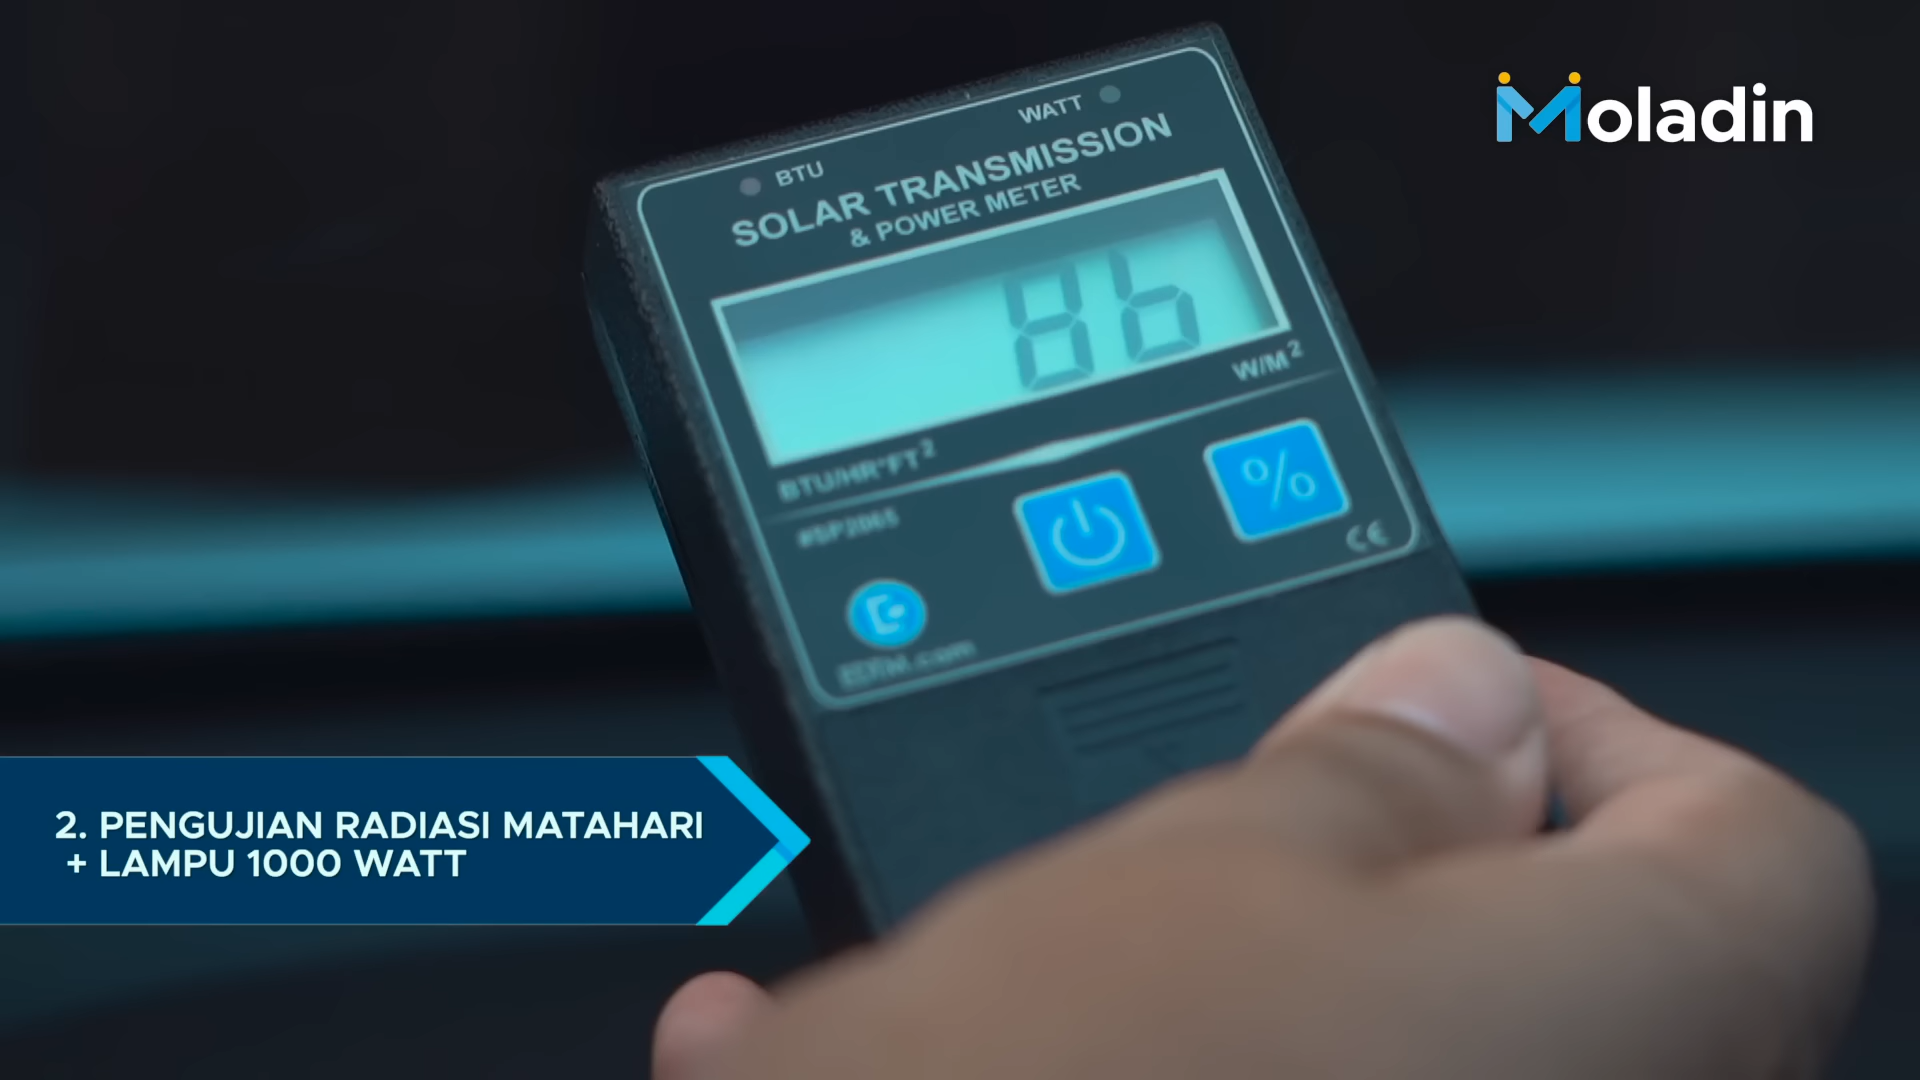 Moladin
WATT
BTU
SOLAR TRANSMISSION
& POWER METER
86
W/M²
BTU/HR*FT²
#SP2065
%
CE
2. PENGUJIAN RADIASI MATAHARI
+ LAMPU 1000 WATT